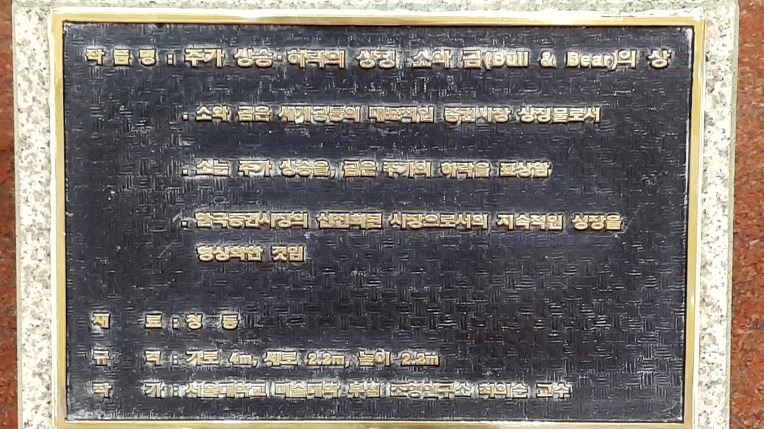 작 품 명 : 주가 상승·하락의 상징 소와 곰(Bull & Bear)의 상
. 소와 곰은 세계공통의 대표적인 증권시장 상징물로서
. 소는 주가 상승을, 곰은 주가의 하락을 표상함
. 한국증권시장의 선진백년 시장으로서의 지속적인 성장을
형상화한 것임
재 료 : 청 동
규 격 : 가로 4m, 세로 2.2m, 높이 2.2m
작 가 : 서울대학교 미술대학 부설 조형연구소 최의순 교수